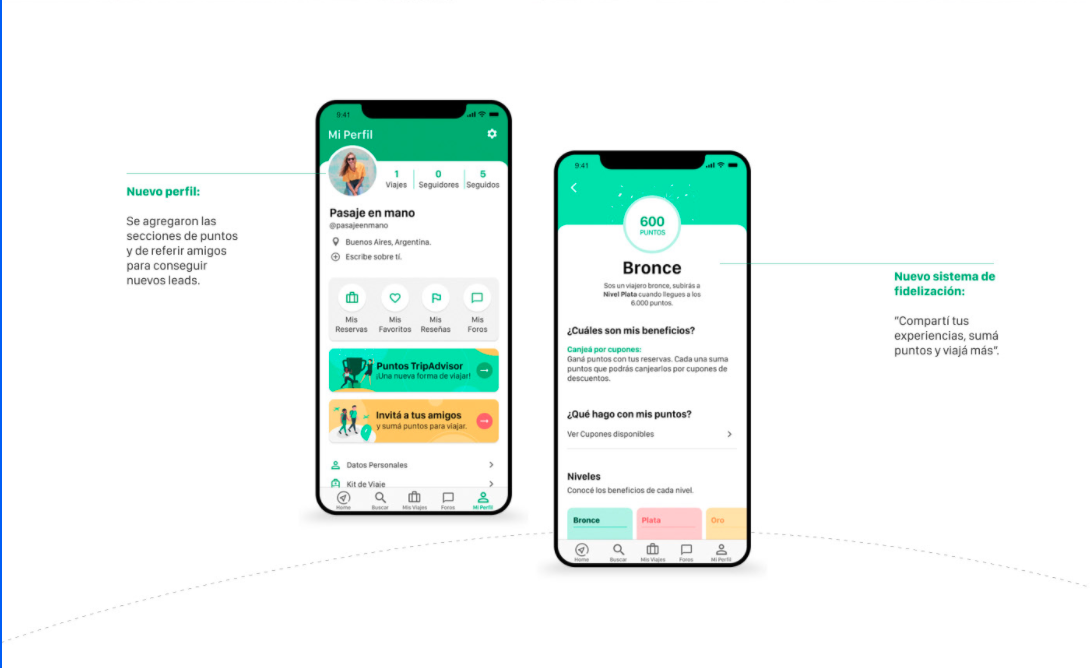 Nuevo perfil:
Se agregaron las
secciones de puntos
y de referir amigos
para conseguir
nuevos leads.
9:41
Mi Perfil
1 0 5
Viajes Seguidores Seguidos
Pasaje en mano
@pasajeenmano
Buenos Aires, Argentina.
Escribe sobre tí.
Mis Mis Mis Mis
Reservas Favoritos Reseñas Foros
Puntos TripAdvisor
¡Una nueva forma de viajar!
Invitá a tus amigos
y sumá puntos para viajar.
Datos Personales
Kit de Viaje
Home Buscar Mis Viajes Foros Mi Perfil
9:41
600
PUNTOS
Bronce
Sos un viajero bronce, subirás a
Nivel Plata cuando llegues a los
6.000 puntos.
¿Cuáles son mis beneficios?
Canjeá por cupones:
Ganá puntos con tus reservas. Cada una suma
puntos que podrás canjearlos por cupones de
descuentos.
¿Qué hago con mis puntos?
Ver Cupones disponibles
Niveles
Conocé los beneficios de cada nivel.
Bronce Plata Oro
Home Buscar Mis Viajes Foros Mi Perfil
Nuevo sistema de
fidelización:
"Compartí tus
experiencias, sumá
puntos y viajá más".